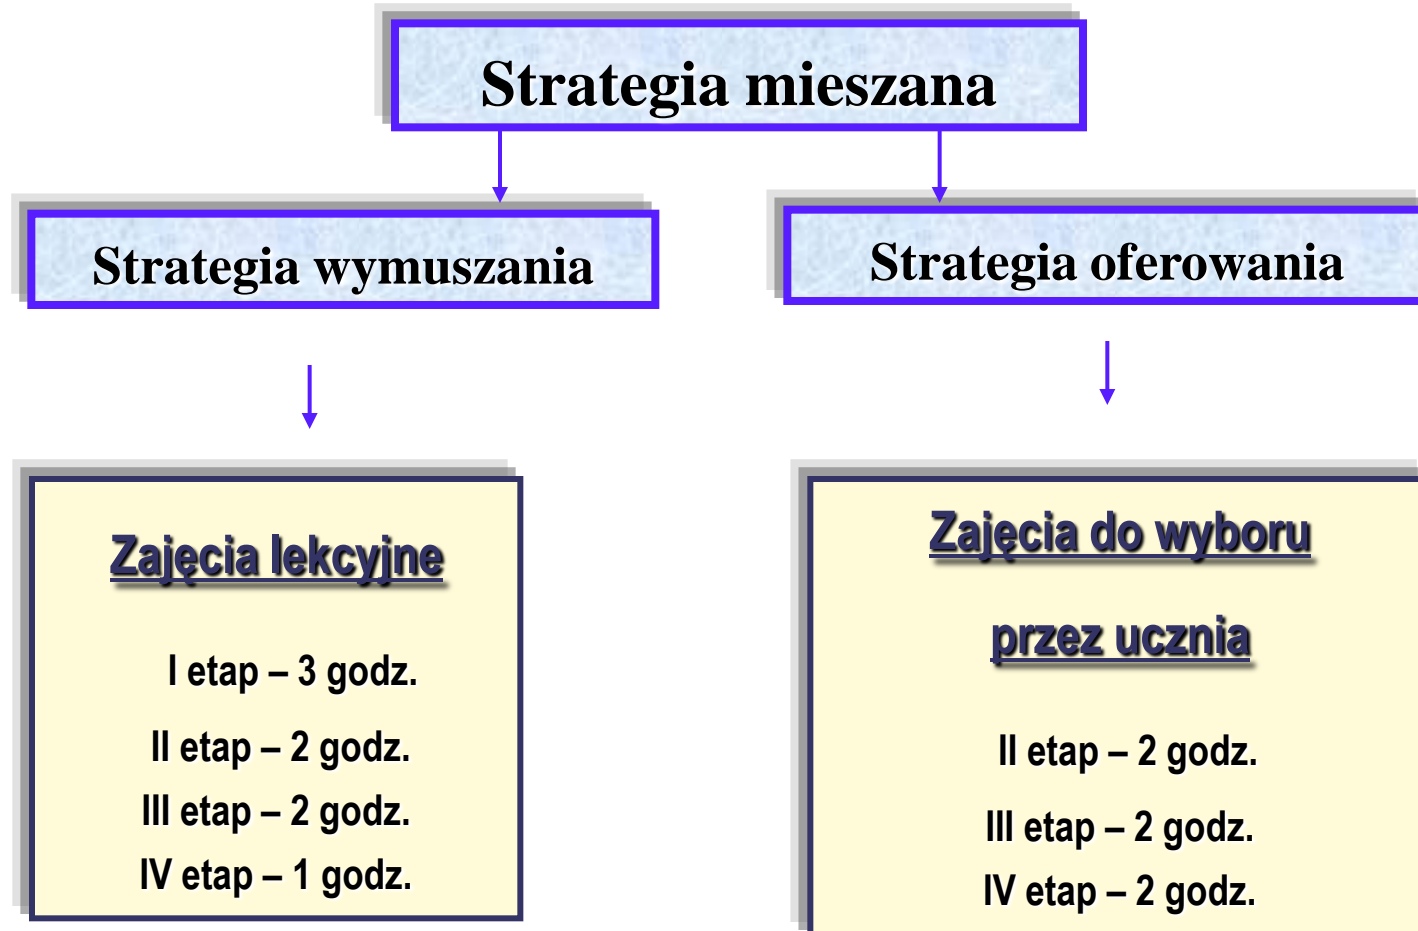 Strategia mieszana
Strategia wymuszania
Strategia oferowania
Zajęcia lekcyjne
I etap – 3 godz.
II etap – 2 godz.
III etap – 2 godz.
IV etap – 1 godz.
Zajęcia do wyboru
przez ucznia
II etap – 2 godz.
III etap – 2 godz.
IV etap – 2 godz.